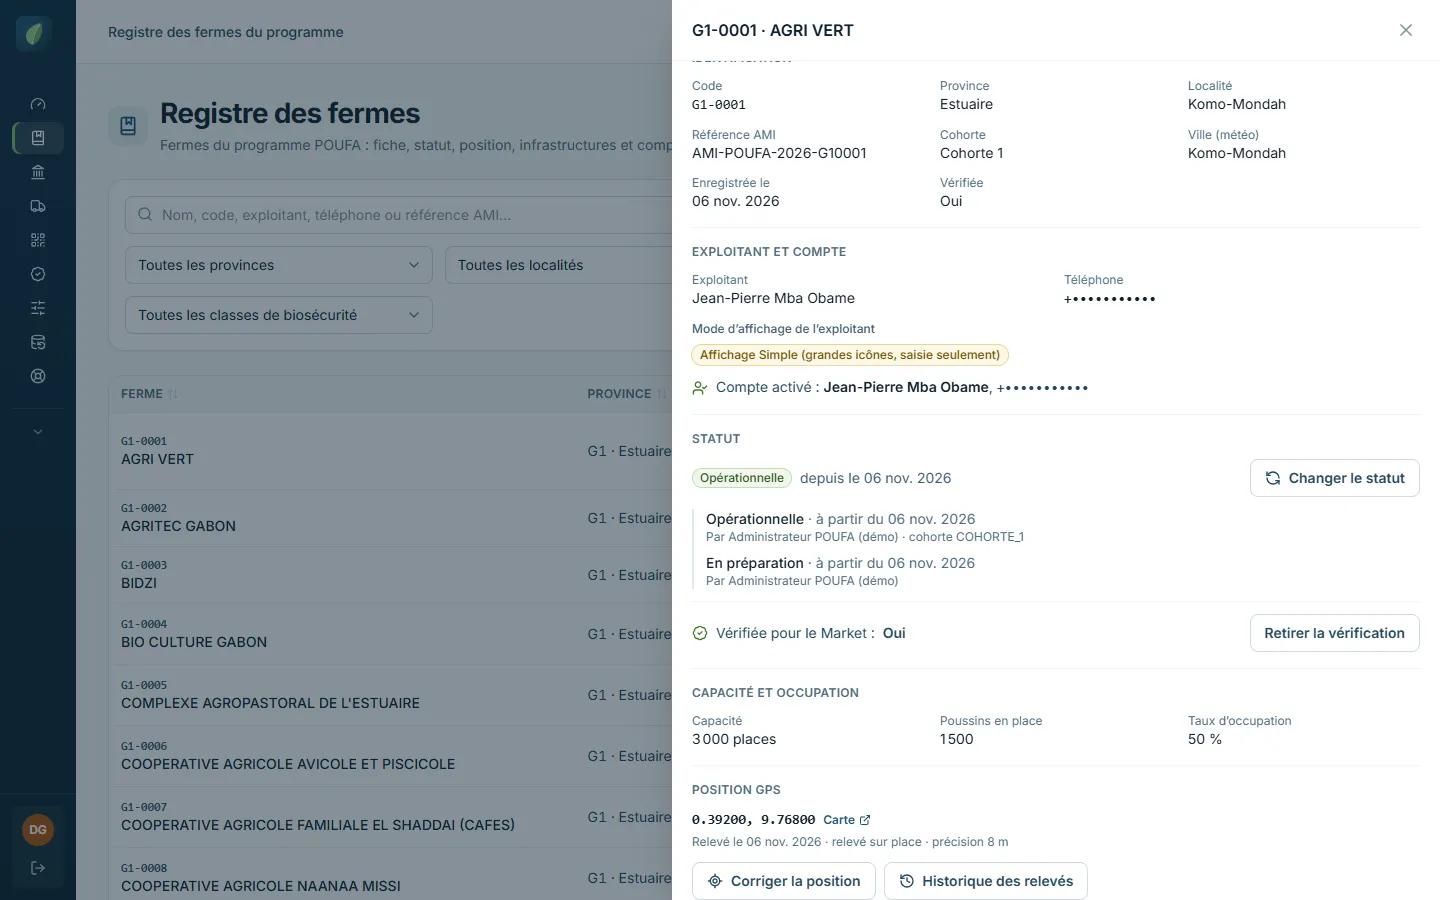 Registre des fermes du programme
Registre des fermes
Fermes du programme POUFA : fiche, statut, position, infrastructures et comp
Nom, code, exploitant, téléphone ou référence AMI...
Toutes les provinces
Toutes les localités
Toutes les classes de biosécurité
FERME
PROVINCE
G1-0001
AGRI VERT
G1 · Estuaire
G1-0002
AGRITEC GABON
G1 · Estuaire
G1-0003
BIDZI
G1 · Estuaire
G1-0004
BIO CULTURE GABON
G1 · Estuaire
G1-0005
COMPLEXE AGROPASTORAL DE L'ESTUAIRE
G1 · Estuaire
G1-0006
COOPERATIVE AGRICOLE AVICOLE ET PISCICOLE
G1 · Estuaire
G1-0007
COOPERATIVE AGRICOLE FAMILIALE EL SHADDAI (CAFES)
G1 · Estuaire
G1-0008
COOPERATIVE AGRICOLE NAANAA MISSI
G1 · Estuaire
DG
G1-0001 · AGRI VERT
IDENTIFICATION
Code
G1-0001
Province
Estuaire
Localité
Komo-Mondah
Référence AMI
AMI-POUFA-2026-G10001
Cohorte
Cohorte 1
Ville (météo)
Komo-Mondah
Enregistrée le
06 nov. 2026
Vérifiée
Oui
EXPLOITANT ET COMPTE
Exploitant
Jean-Pierre Mba Obame
Téléphone
+•••••••••••
Mode d’affichage de l’exploitant
Affichage Simple (grandes icônes, saisie seulement)
Compte activé : Jean-Pierre Mba Obame, +•••••••••••
STATUT
Opérationnelle depuis le 06 nov. 2026
Changer le statut
Opérationnelle · à partir du 06 nov. 2026
Par Administrateur POUFA (démo) · cohorte COHORTE_1
En préparation · à partir du 06 nov. 2026
Par Administrateur POUFA (démo)
Vérifiée pour le Market : Oui
Retirer la vérification
CAPACITÉ ET OCCUPATION
Capacité
3 000 places
Poussins en place
1 500
Taux d’occupation
50 %
POSITION GPS
0.39200, 9.76800 Carte
Relevé le 06 nov. 2026 · relevé sur place · précision 8 m
Corriger la position
Historique des relevés